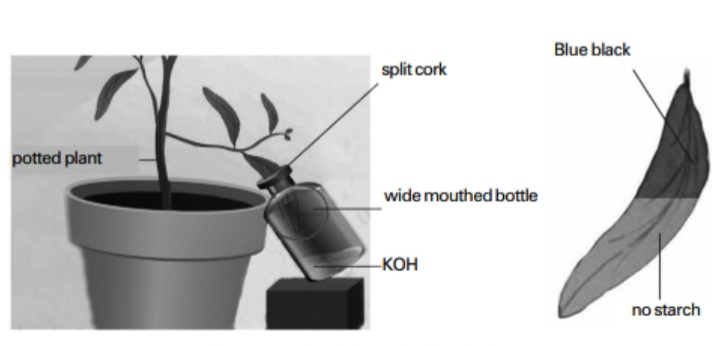 Blue black
split cork
potted plant
wide mouthed bottle
KOH
no starch